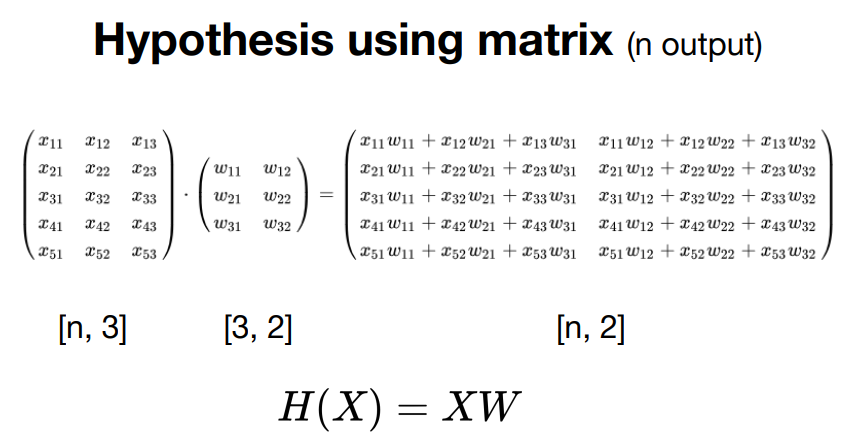 Hypothesis using matrix (n output)
x11 x12 x13 x11w11 + x12w21 + x13w31 x11w12 + x12w22 + x13w32
x21 x22 x23 w11 w12 x21w11 + x22w21 + x23w31 x21w12 + x22w22 + x23w32
x31 x32 x33 · w21 w22 = x31w11 + x32w21 + x33w31 x31w12 + x32w22 + x33w32
x41 x42 x43 w31 w32 x41w11 + x42w21 + x43w31 x41w12 + x42w22 + x43w32
x51 x52 x53 x51w11 + x52w21 + x53w31 x51w12 + x52w22 + x53w32
[n, 3] [3, 2] [n, 2]
H(X) = XW